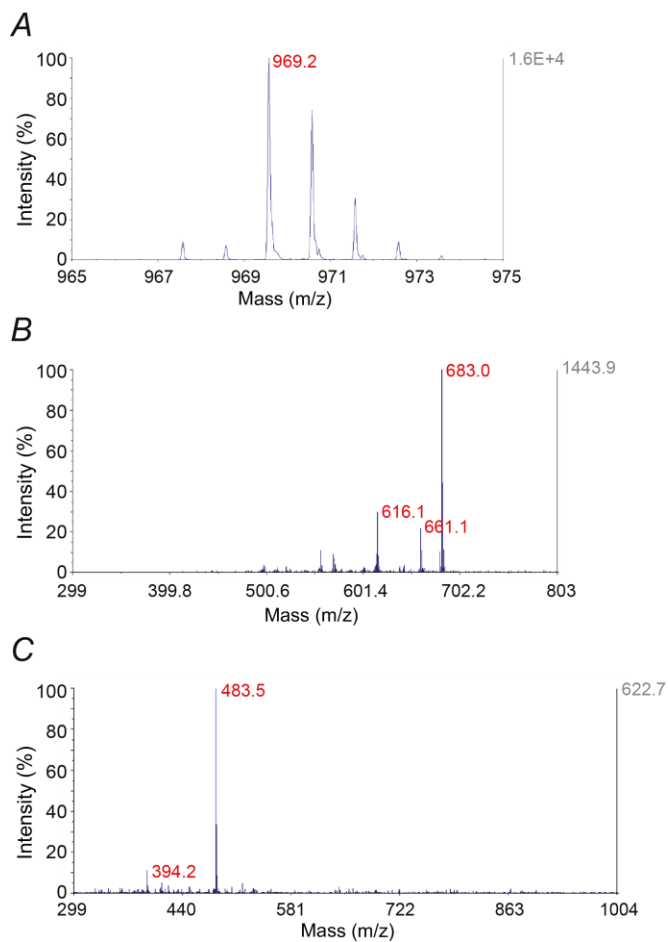 A
100
80
60
40
20
0
Intensity (%)
969.2
1.6E+4
965 967 969 971 973 975
Mass (m/z)
B
100
80
60
40
20
0
Intensity (%)
683.0
616.1
661.1
1443.9
299 399.8 500.6 601.4 702.2 803
Mass (m/z)
C
100
80
60
40
20
0
Intensity (%)
483.5
394.2
622.7
299 440 581 722 863 1004
Mass (m/z)